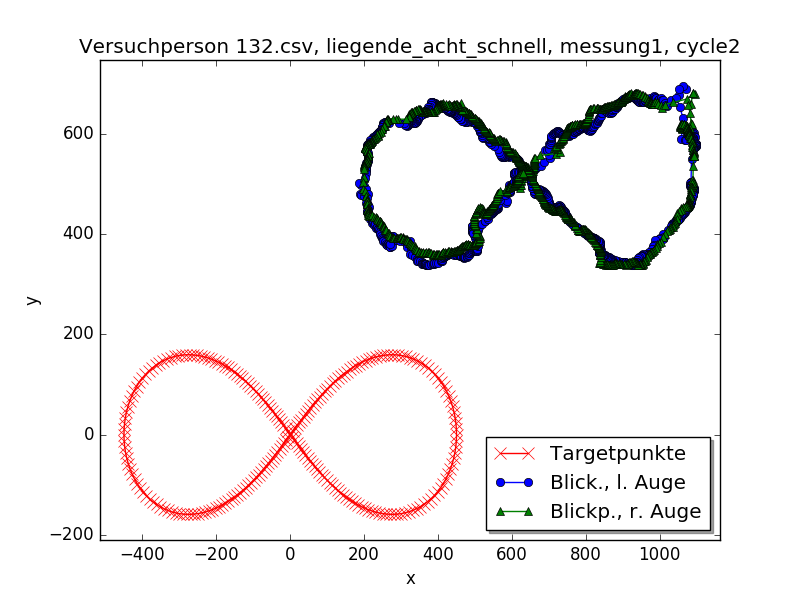 Versuchperson 132.csv, liegende_acht_schnell, messung1, cycle2
y
600
400
200
0
−200
−400
−200
0
200
400
600
800
1000
x
Targetpunkte
Blick., l. Auge
Blickp., r. Auge